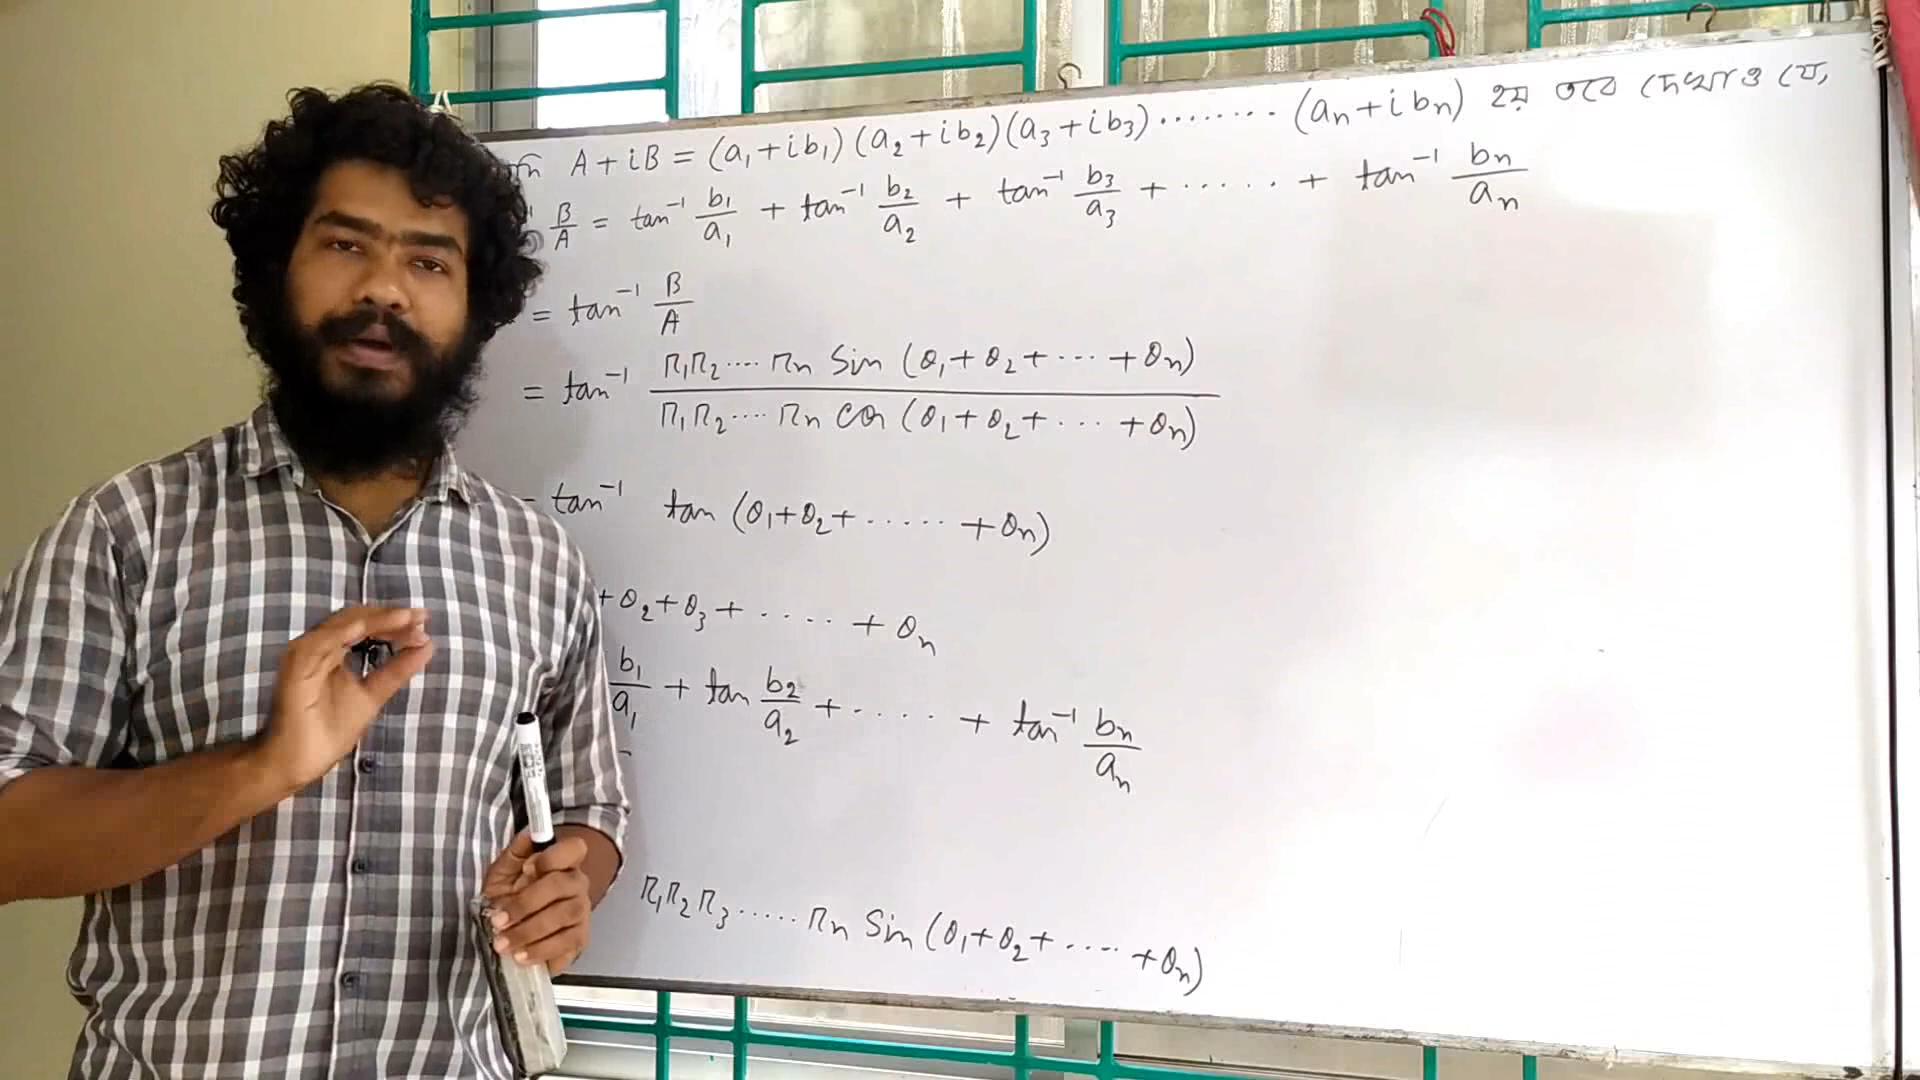 A + iB = (a₁+ib₁) (a₂+ib₂)(a₃+ib₃)········(aₙ+ibₙ) হয় তবে দেখাও যে,
B/A = tan⁻¹ b₁/a₁ + tan⁻¹ b₂/a₂ + tan⁻¹ b₃/a₃ + ····· + tan⁻¹ bₙ/aₙ
= tan⁻¹ B/A
= tan⁻¹ r₁r₂····rₙ Sin (θ₁+θ₂+···+θₙ) / r₁r₂····rₙ cos (θ₁+θ₂+···+θₙ)
tan⁻¹ tan (θ₁+θ₂+·····+θₙ)
+θ₂+θ₃+·····+θₙ
b₁/a₁ + tan b₂/a₂ +·····+ tan⁻¹ bₙ/aₙ
r₁r₂r₃·····rₙ Sin (θ₁+θ₂+····+θₙ)